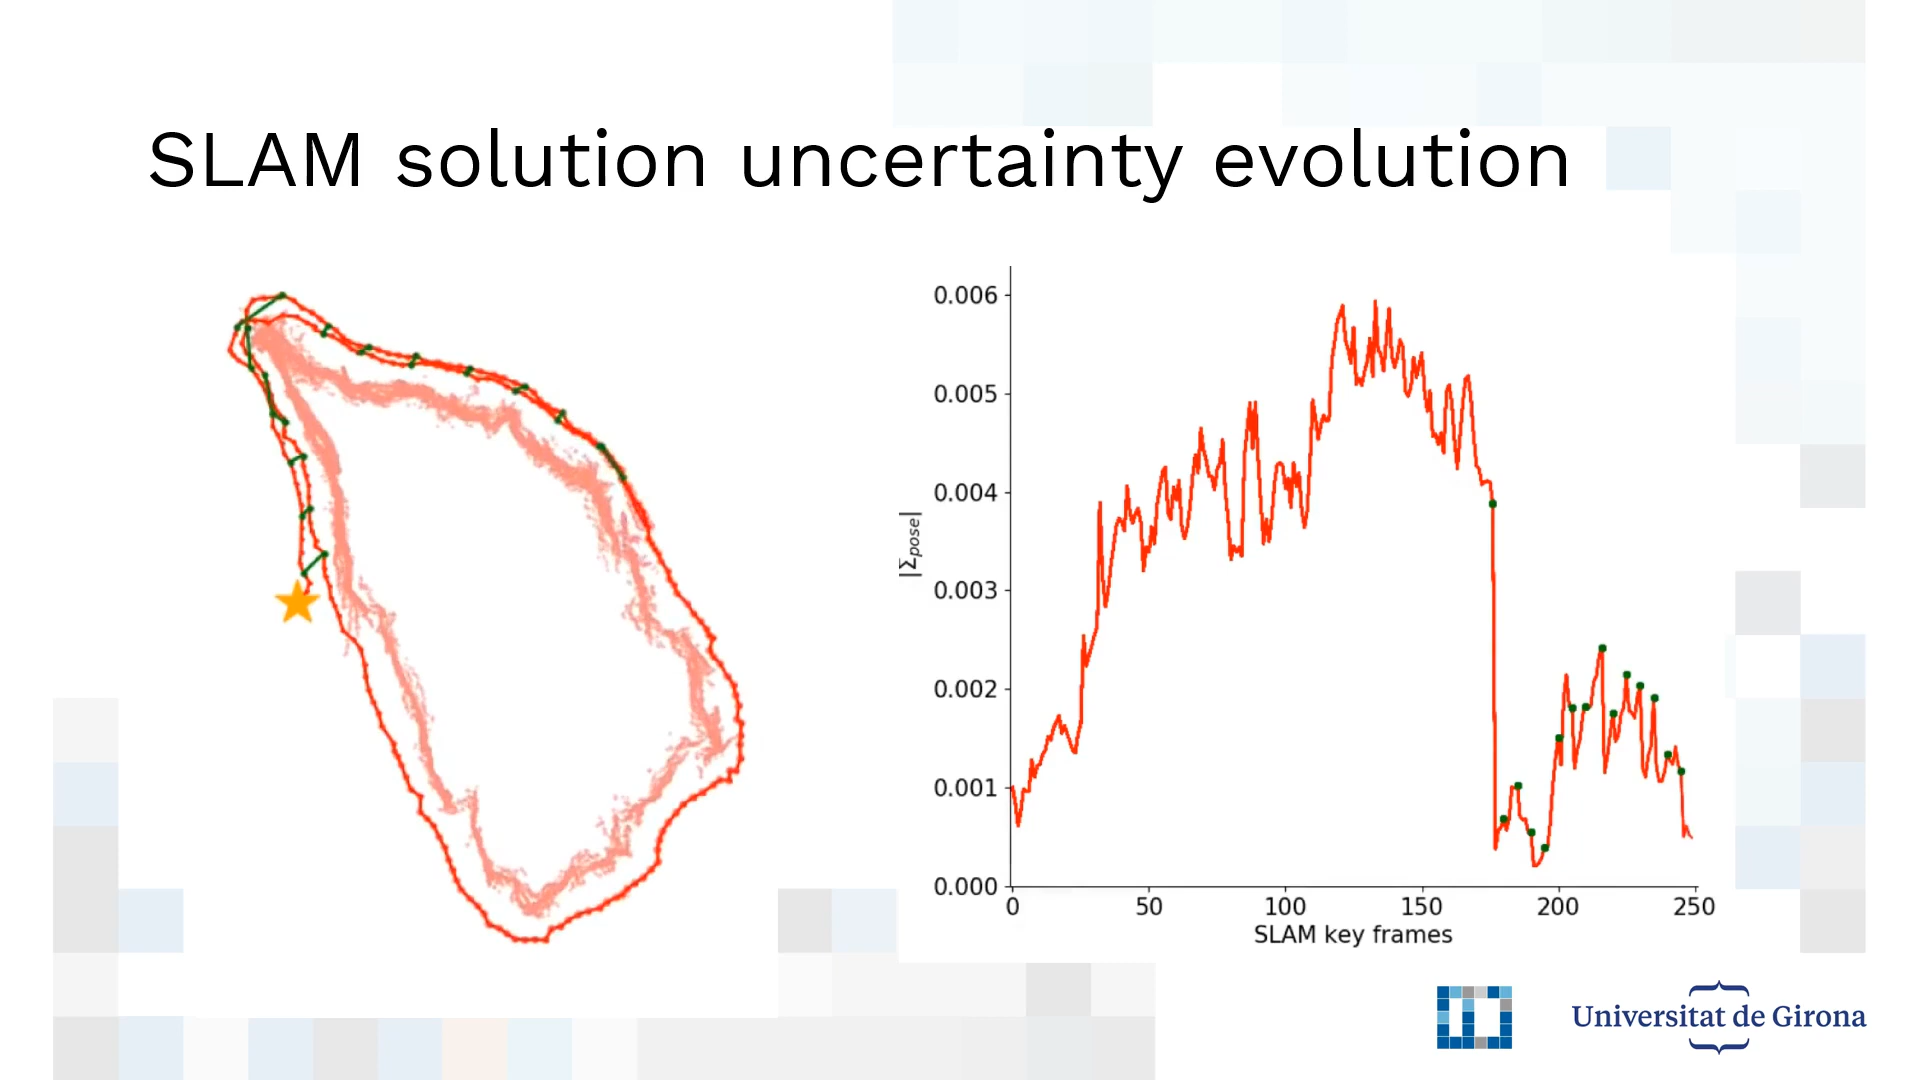 SLAM solution uncertainty evolution
0.006
0.005
0.004
0.003
0.002
0.001
0.000
|Σpose|
0 50 100 150 200 250
SLAM key frames
Universitat de Girona